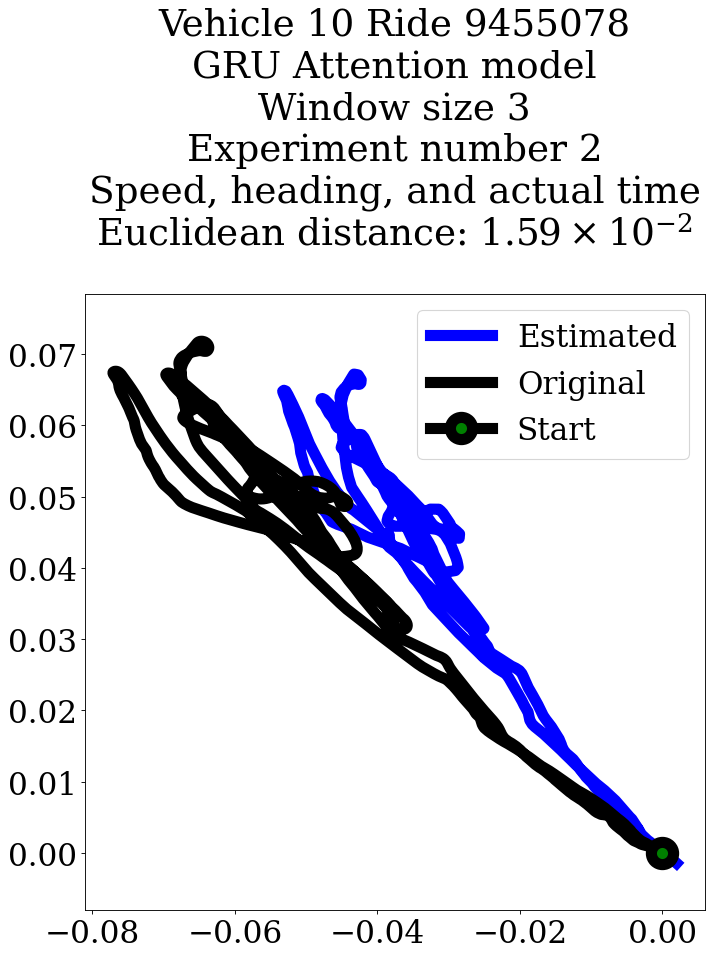 Vehicle 10 Ride 9455078
GRU Attention model
Window size 3
Experiment number 2
Speed, heading, and actual time
Euclidean distance: 1.59 × 10⁻²
Estimated
Original
Start
0.07
0.06
0.05
0.04
0.03
0.02
0.01
0.00
−0.08 −0.06 −0.04 −0.02 0.00